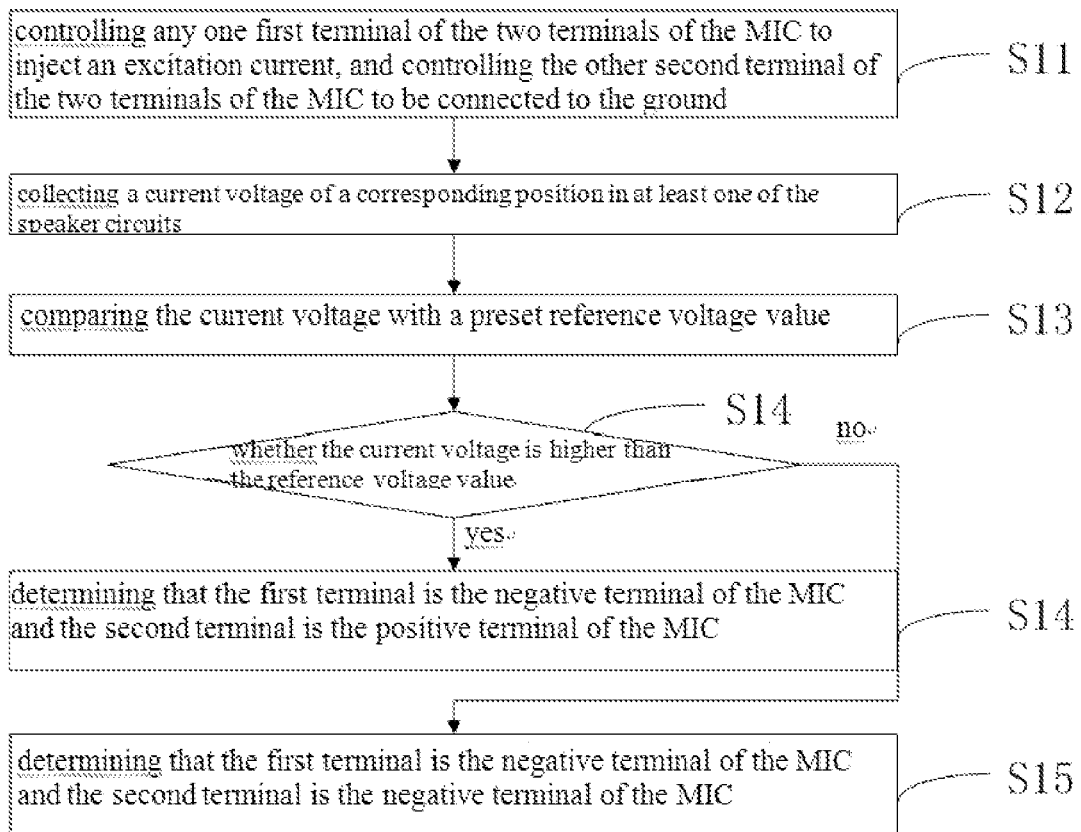 controlling any one first terminal of the two terminals of the MIC to
inject an excitation current, and controlling the other second terminal of
the two terminals of the MIC to be connected to the ground
S11
collecting a current voltage of a corresponding position in at least one of the
speaker circuits
S12
comparing the current voltage with a preset reference voltage value
S13
S14
whether the current voltage is higher than
the reference voltage value
no
yes
determining that the first terminal is the negative terminal of the MIC
and the second terminal is the positive terminal of the MIC
S14
determining that the first terminal is the negative terminal of the MIC
and the second terminal is the negative terminal of the MIC
S15